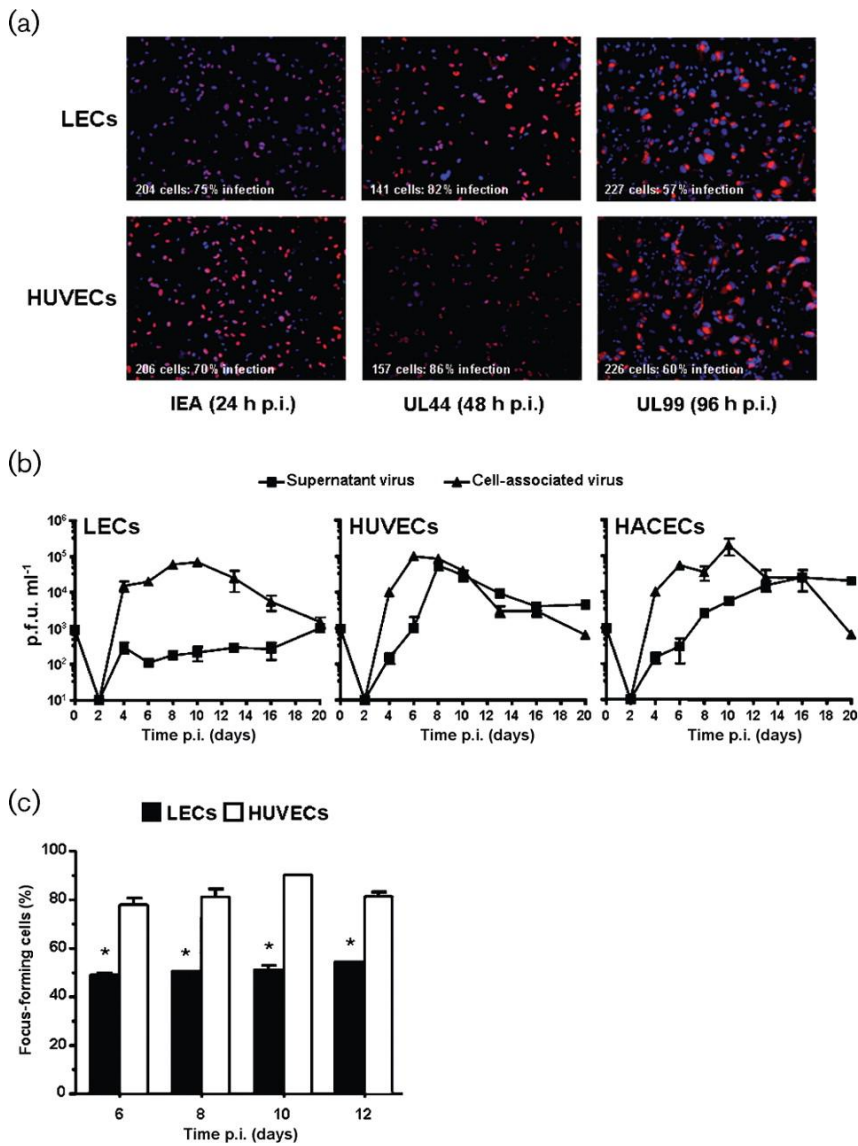 (a)
LECs
204 cells: 75% infection
141 cells: 82% infection
227 cells: 57% infection
HUVECs
206 cells: 70% infection
157 cells: 86% infection
226 cells: 60% infection
IEA (24 h p.i.)
UL44 (48 h p.i.)
UL99 (96 h p.i.)
(b)
Supernatant virus
Cell-associated virus
LECs
HUVECs
HACECs
p.f.u. ml⁻¹
10⁶
10⁵
10⁴
10³
10²
10¹
0 2 4 6 8 10 12 14 16 18 20
0 2 4 6 8 10 12 14 16 18 20
0 2 4 6 8 10 12 14 16 18 20
Time p.i. (days)
Time p.i. (days)
Time p.i. (days)
(c)
LECs
HUVECs
Focus-forming cells (%)
100
80
60
40
20
0
* * * *
6 8 10 12
Time p.i. (days)